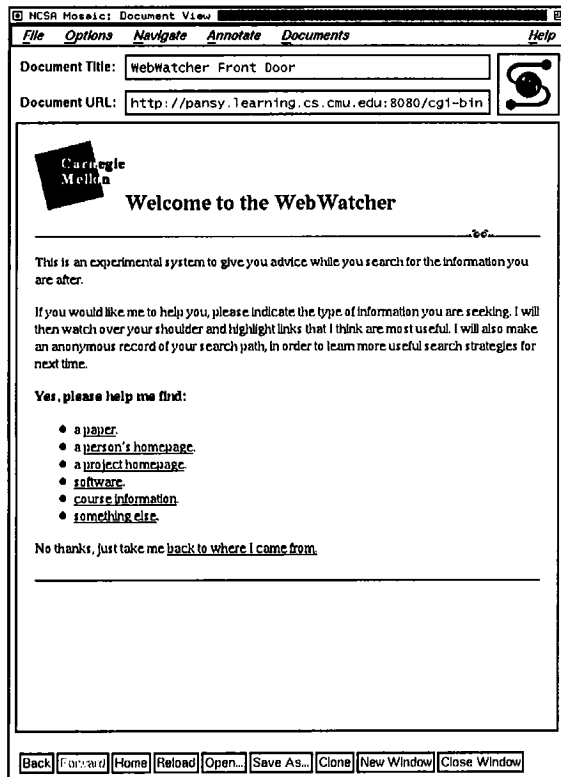 NCSA Mosaic: Document View
File Options Navigate Annotate Documents Help
Document Title: WebWatcher Front Door
Document URL: http://pansy.learning.cs.cmu.edu:8080/cgi-bin
Carnegie
Mellon
Welcome to the WebWatcher
This is an experimental system to give you advice while you search for the information you
are after.
If you would like me to help you, please indicate the type of information you are seeking. I will
then watch over your shoulder and highlight links that I think are most useful. I will also make
an anonymous record of your search path, in order to learn more useful search strategies for
next time.
Yes, please help me find:
a paper.
a person's homepage.
a project homepage.
software.
course information.
something else.
No thanks, just take me back to where I came from.
Back Forward Home Reload Open... Save As... Clone New Window Close Window